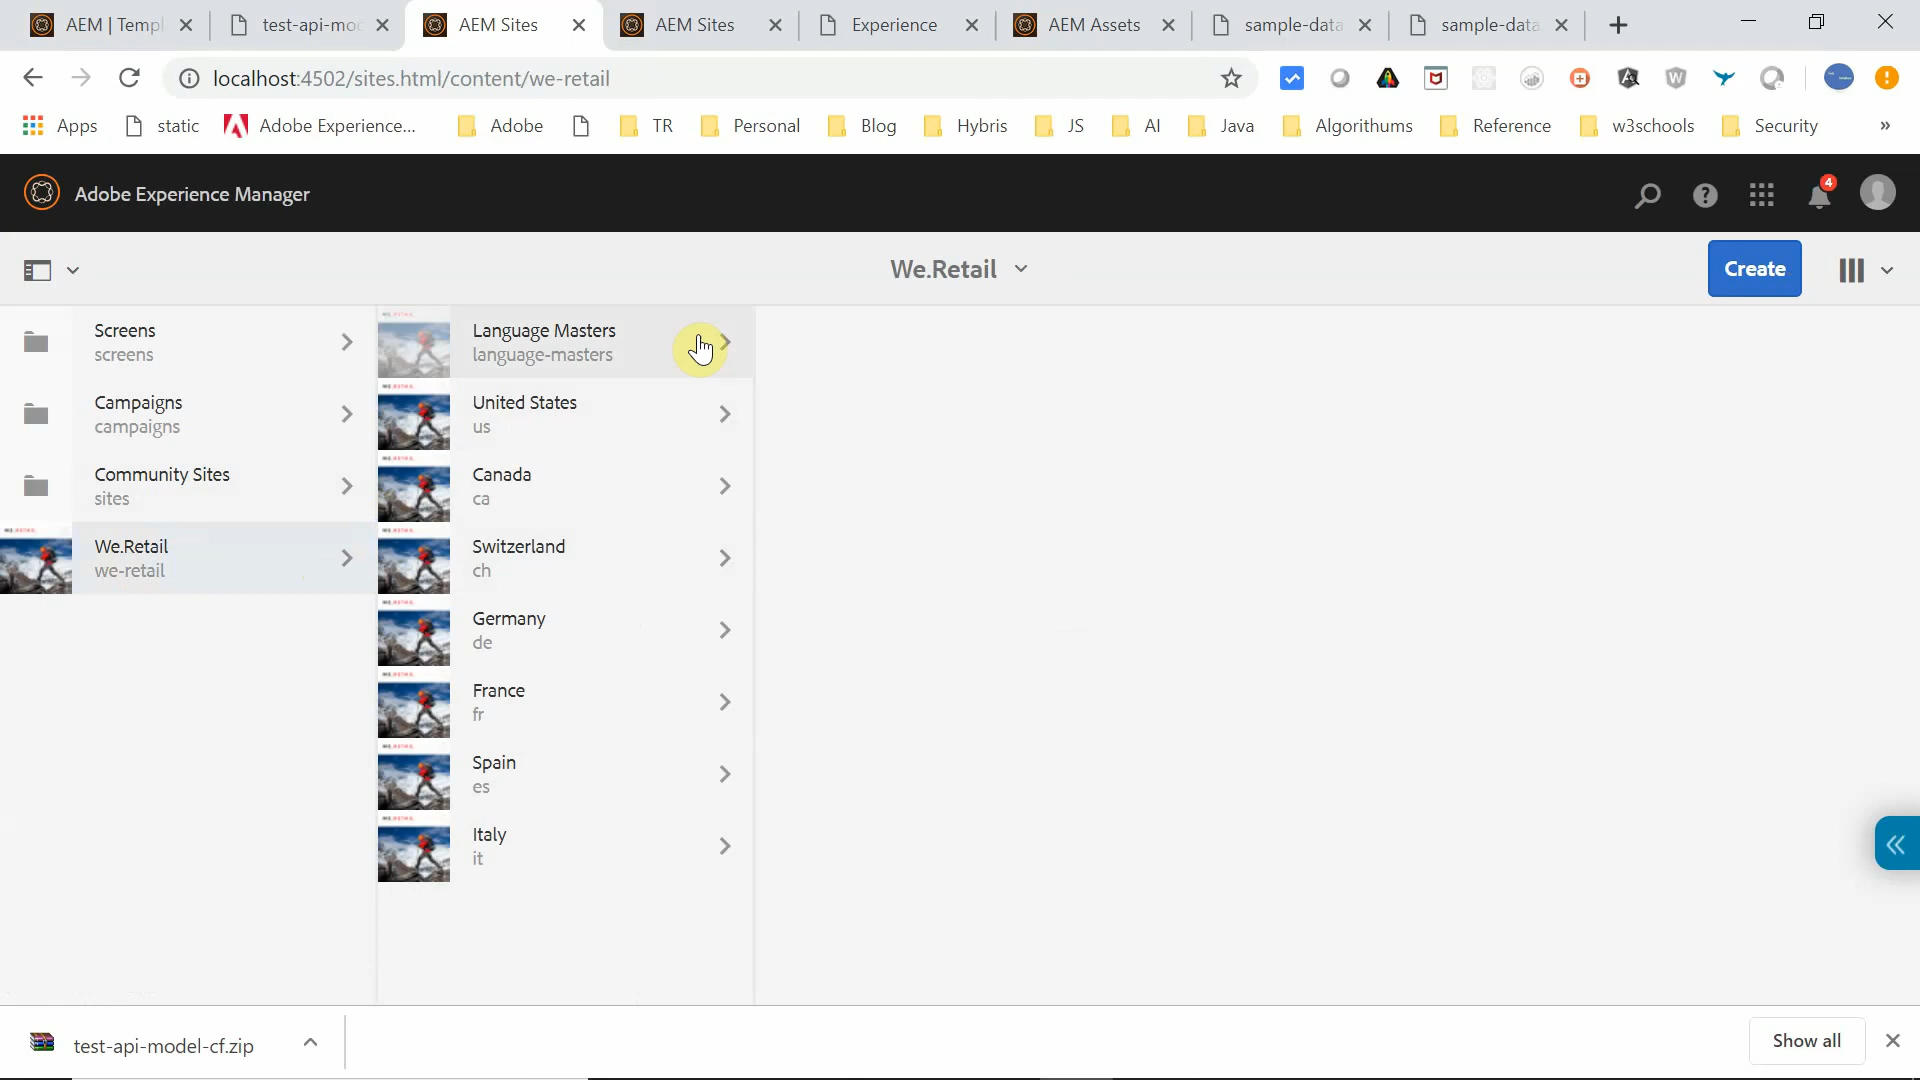 AEM | Templ
test-api-mod
AEM Sites
AEM Sites
Experience
AEM Assets
sample-data
sample-data
localhost:4502/sites.html/content/we-retail
Apps
static
Adobe Experience...
Adobe
TR
Personal
Blog
Hybris
JS
AI
Java
Algorithums
Reference
w3schools
Security
»
Adobe Experience Manager
4
We.Retail
Create
Screens
screens
Campaigns
campaigns
Community Sites
sites
We.Retail
we-retail
Language Masters
language-masters
United States
us
Canada
ca
Switzerland
ch
Germany
de
France
fr
Spain
es
Italy
it
test-api-model-cf.zip
Show all